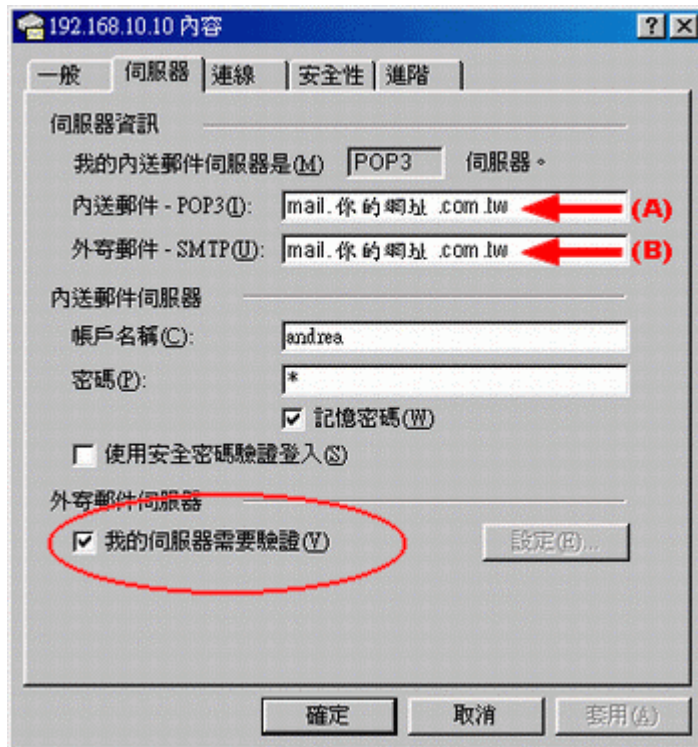 192.168.10.10 內容
一般 伺服器 連線 安全性 進階
伺服器資訊
我的內送郵件伺服器是(M) POP3 伺服器。
內送郵件 - POP3(I): mail.你的網址.com.tw (A)
外寄郵件 - SMTP(U): mail.你的網址.com.tw (B)
內送郵件伺服器
帳戶名稱(C): andrea
密碼(P): *
記憶密碼(W)
使用安全密碼驗證登入(S)
外寄郵件伺服器
我的伺服器需要驗證(V) 設定(E)...
確定 取消 套用(A)